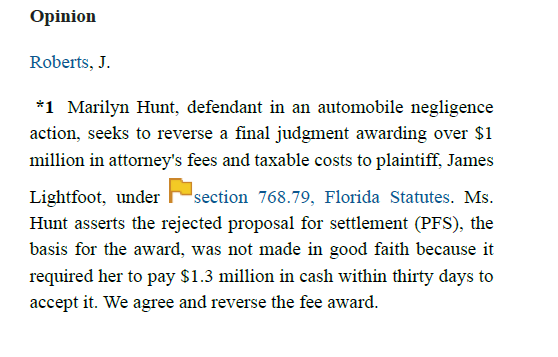 Opinion
Roberts, J.
*1 Marilyn Hunt, defendant in an automobile negligence
action, seeks to reverse a final judgment awarding over $1
million in attorney's fees and taxable costs to plaintiff, James
Lightfoot, under section 768.79, Florida Statutes. Ms.
Hunt asserts the rejected proposal for settlement (PFS), the
basis for the award, was not made in good faith because it
required her to pay $1.3 million in cash within thirty days to
accept it. We agree and reverse the fee award.